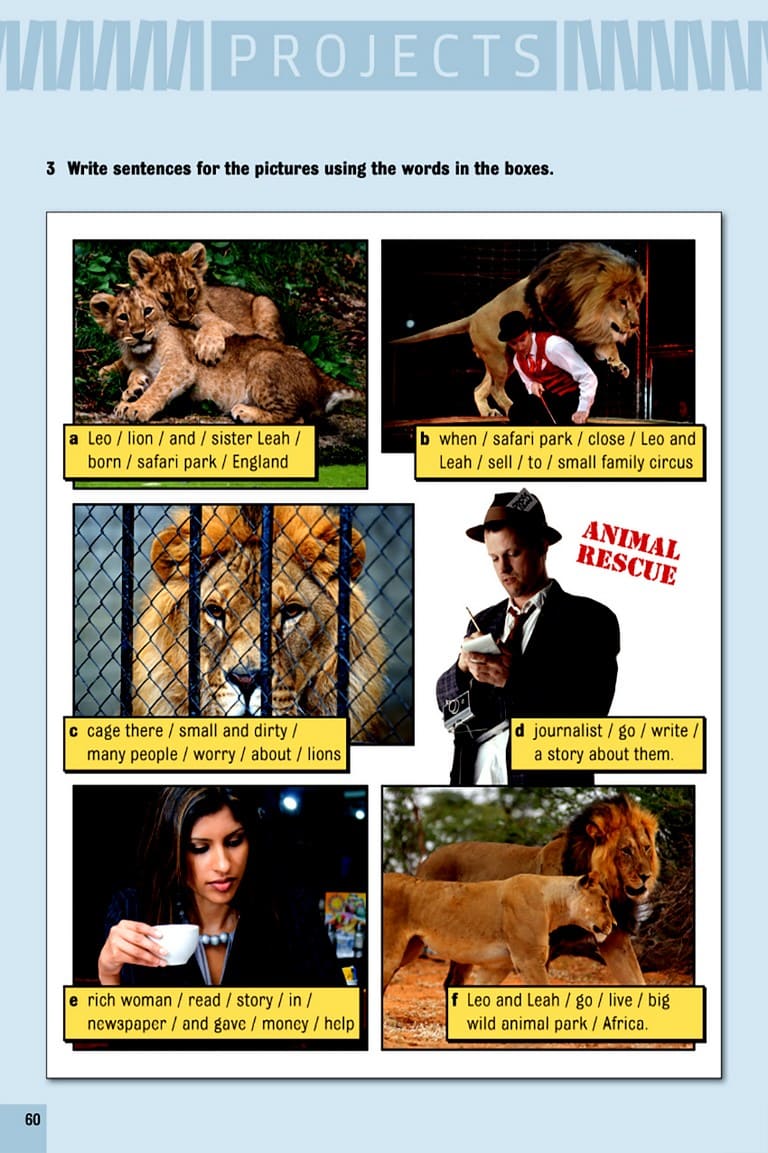 PROJECTS
3 Write sentences for the pictures using the words in the boxes.
a Leo / lion / and / sister Leah /
born / safari park / England
b when / safari park / close / Leo and
Leah / sell / to / small family circus
ANIMAL
RESCUE
c cage there / small and dirty /
many people / worry / about / lions
d journalist / go / write /
a story about them.
e rich woman / read / story / in /
newspaper / and gave / money / help
f Leo and Leah / go / live / big
wild animal park / Africa.
60